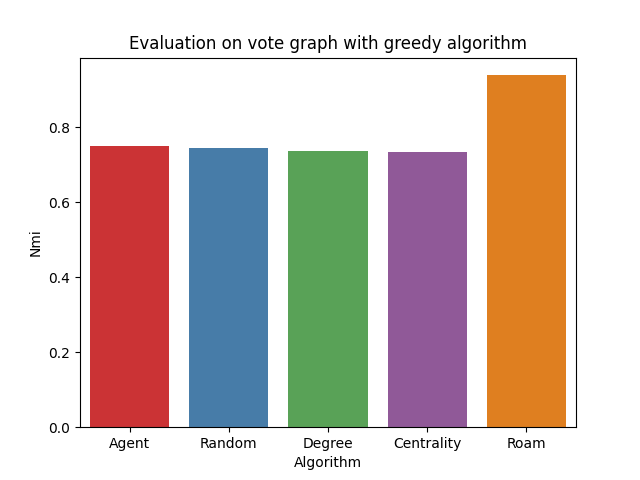 Evaluation on vote graph with greedy algorithm
Nmi
0.8
0.6
0.4
0.2
0.0
Agent Random Degree Centrality Roam
Algorithm